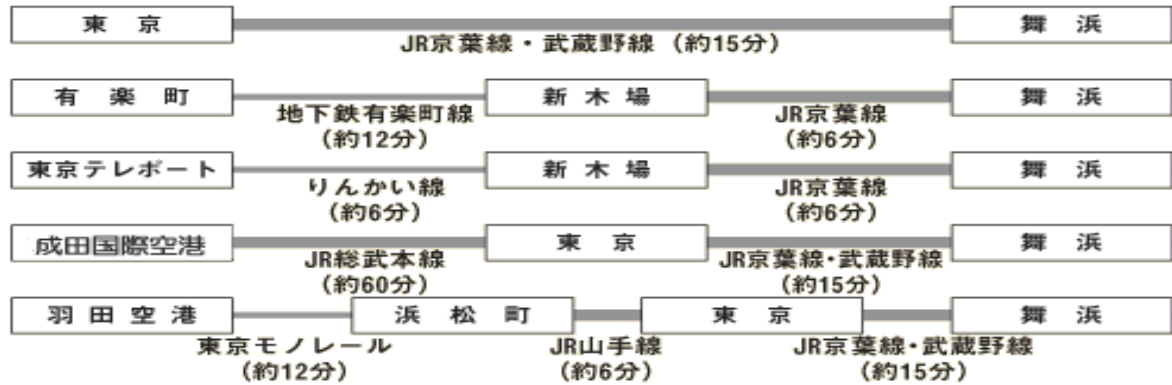 東京 舞浜
JR京葉線・武蔵野線（約15分）
有楽町 新木場 舞浜
地下鉄有楽町線 JR京葉線
（約12分） （約6分）
東京テレポート 新木場 舞浜
りんかい線 JR京葉線
（約6分） （約6分）
成田国際空港 東京 舞浜
JR総武本線 JR京葉線・武蔵野線
（約60分） （約15分）
羽田空港 浜松町 東京 舞浜
東京モノレール JR山手線 JR京葉線・武蔵野線
（約12分） （約6分） （約15分）